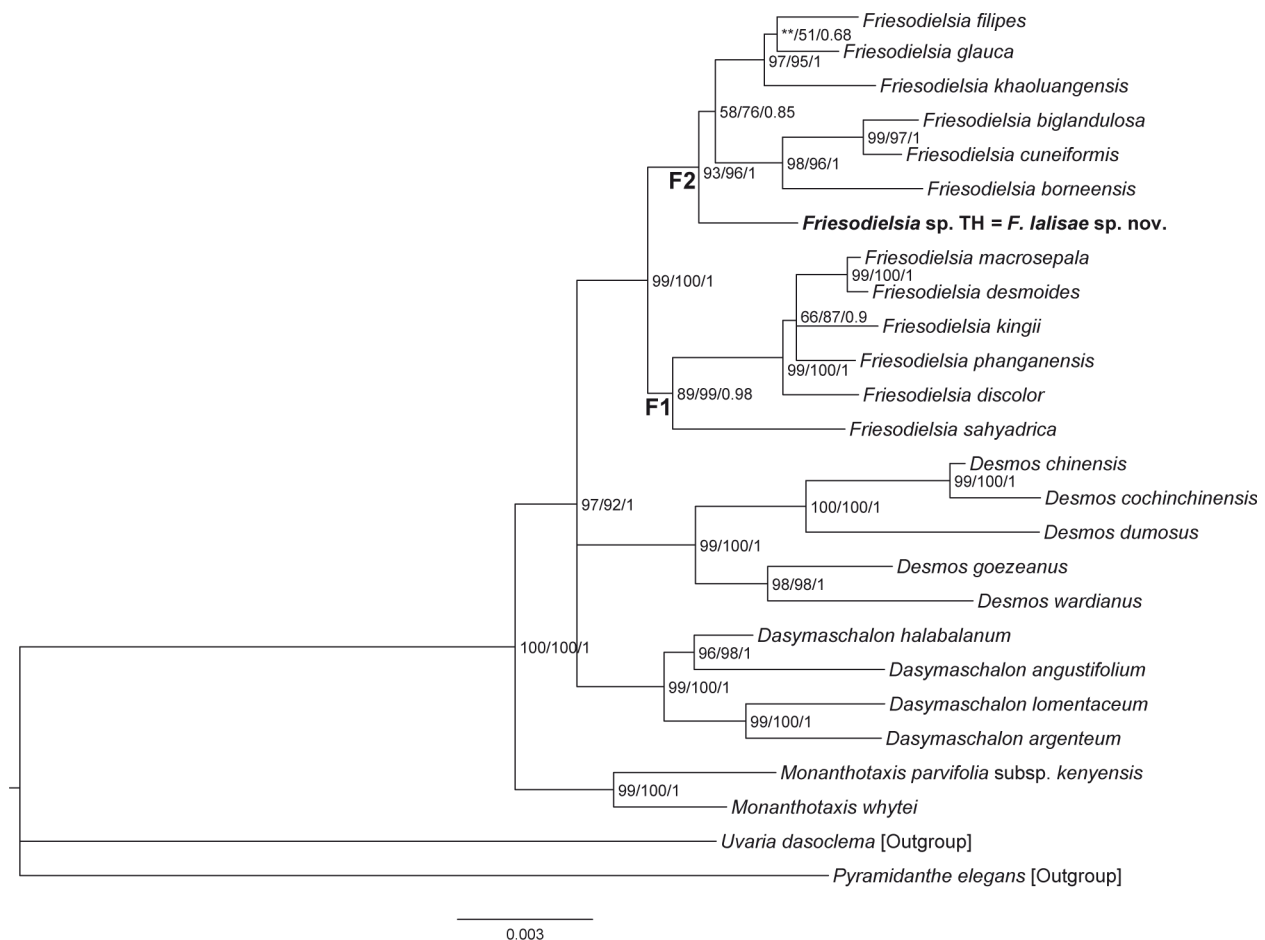 Friesodielsia filipes
**/51/0.68
Friesodielsia glauca
97/95/1
Friesodielsia khaoluangensis
58/76/0.85
Friesodielsia biglandulosa
99/97/1
Friesodielsia cuneiformis
98/96/1
F2
93/96/1
Friesodielsia borneensis
Friesodielsia sp. TH = F. lalisae sp. nov.
Friesodielsia macrosepala
99/100/1
99/100/1
Friesodielsia desmoides
66/87/0.9
Friesodielsia kingii
Friesodielsia phanganensis
99/100/1
89/99/0.98
Friesodielsia discolor
F1
Friesodielsia sahyadrica
Desmos chinensis
99/100/1
Desmos cochinchinensis
97/92/1
100/100/1
Desmos dumosus
99/100/1
Desmos goezeanus
98/98/1
Desmos wardianus
Dasymaschalon halabalanum
100/100/1
96/98/1
Dasymaschalon angustifolium
99/100/1
Dasymaschalon lomentaceum
99/100/1
Dasymaschalon argenteum
Monanthotaxis parvifolia subsp. kenyensis
99/100/1
Monanthotaxis whytei
Uvaria dasoclema [Outgroup]
Pyramidanthe elegans [Outgroup]
0.003